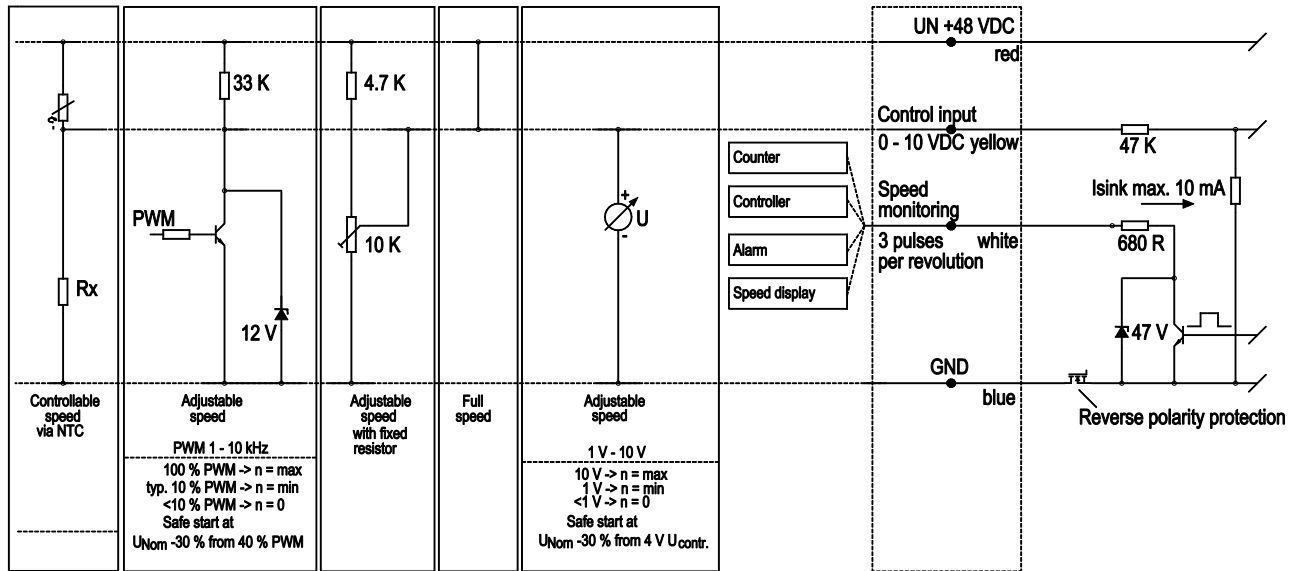 UN +48 VDC
red
33 K
4.7 K
Control input
0 - 10 VDC yellow
47 K
Counter
Controller
Alarm
Speed display
Speed
monitoring
3 pulses white
per revolution
Isink max. 10 mA
680 R
PWM
10 K
U
+
-
-ϑ
Rx
12 V
47 V
GND
blue
Reverse polarity protection
Controllable
speed
via NTC
Adjustable
speed
PWM 1 - 10 kHz
100 % PWM -> n = max
typ. 10 % PWM -> n = min
<10 % PWM -> n = 0
Safe start at
UNom -30 % from 40 % PWM
Adjustable
speed
with fixed
resistor
Full
speed
Adjustable
speed
1 V - 10 V
10 V -> n = max
1 V -> n = min
<1 V -> n = 0
Safe start at
UNom -30 % from 4 V Ucontr.